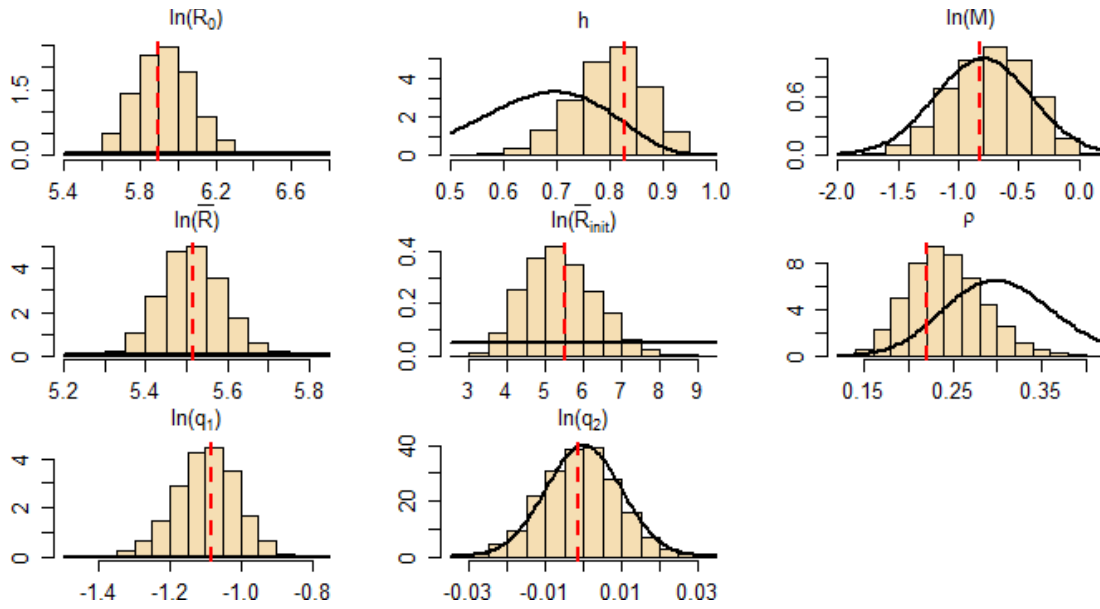 ln(R₀)
h
ln(M)
0.0 1.5
5.4 5.8 6.2 6.6
0 2 4
0.5 0.6 0.7 0.8 0.9 1.0
0.0 0.6
-2.0 -1.5 -1.0 -0.5 0.0
ln(R̅)
ln(R̅init)
ρ
0 2 4
5.2 5.4 5.6 5.8
0.0 0.2 0.4
3 4 5 6 7 8 9
0 4 8
0.15 0.25 0.35
ln(q₁)
ln(q₂)
0 2 4
-1.4 -1.2 -1.0 -0.8
0 20 40
-0.03 -0.01 0.01 0.03